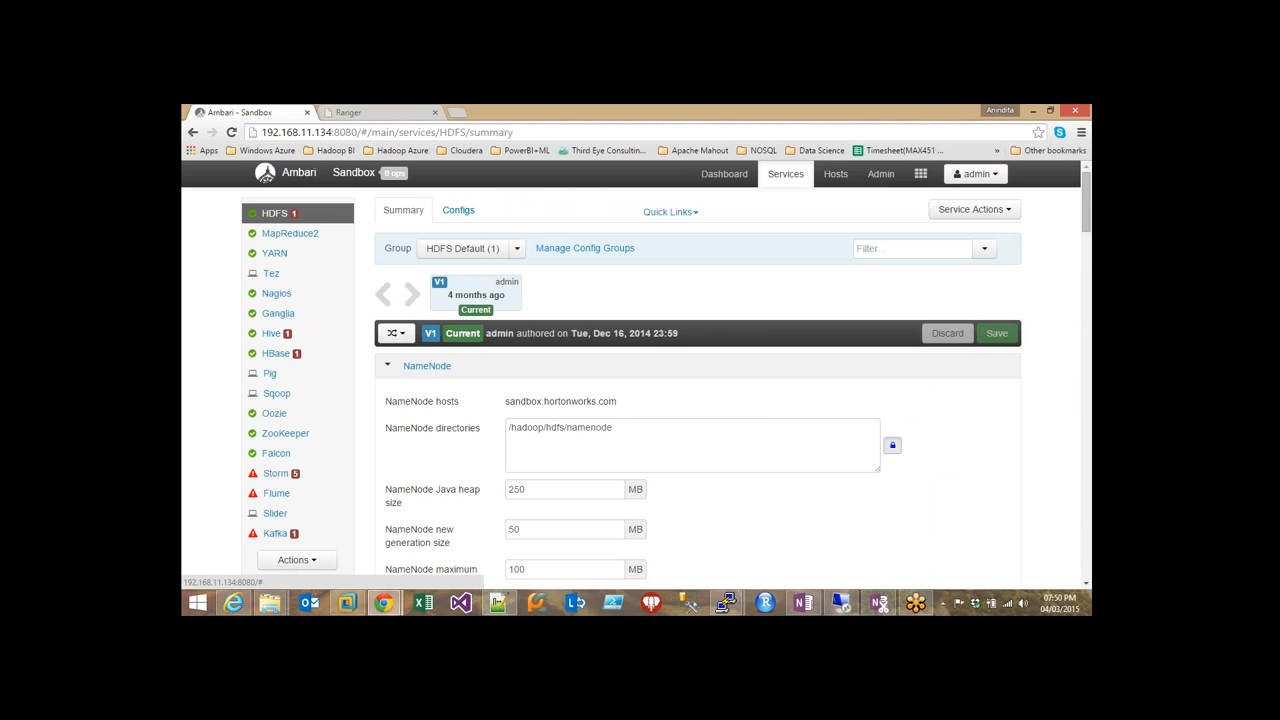 Ambari - Sandbox × Ranger × Anindita
192.168.11.134:8080/#/main/services/HDFS/summary
Apps Windows Azure Hadoop BI Hadoop Azure Cloudera PowerBI+ML Third Eye Consultin... Apache Mahout NOSQL Data Science Timesheet(MAX451 ... » Other bookmarks
Ambari Sandbox 0 ops Dashboard Services Hosts Admin admin
HDFS 1
MapReduce2
YARN
Tez
Nagios
Ganglia
Hive 1
HBase 1
Pig
Sqoop
Oozie
ZooKeeper
Falcon
Storm 5
Flume
Slider
Kafka 1
Actions
Summary Configs Quick Links Service Actions
Group HDFS Default (1) Manage Config Groups Filter...
V1 admin
4 months ago
Current
V1 Current admin authored on Tue, Dec 16, 2014 23:59 Discard Save
NameNode
NameNode hosts sandbox.hortonworks.com
NameNode directories /hadoop/hdfs/namenode
NameNode Java heap 250 MB
size
NameNode new 50 MB
generation size
NameNode maximum 100 MB
192.168.11.134:8080/#
07:50 PM
04/03/2015